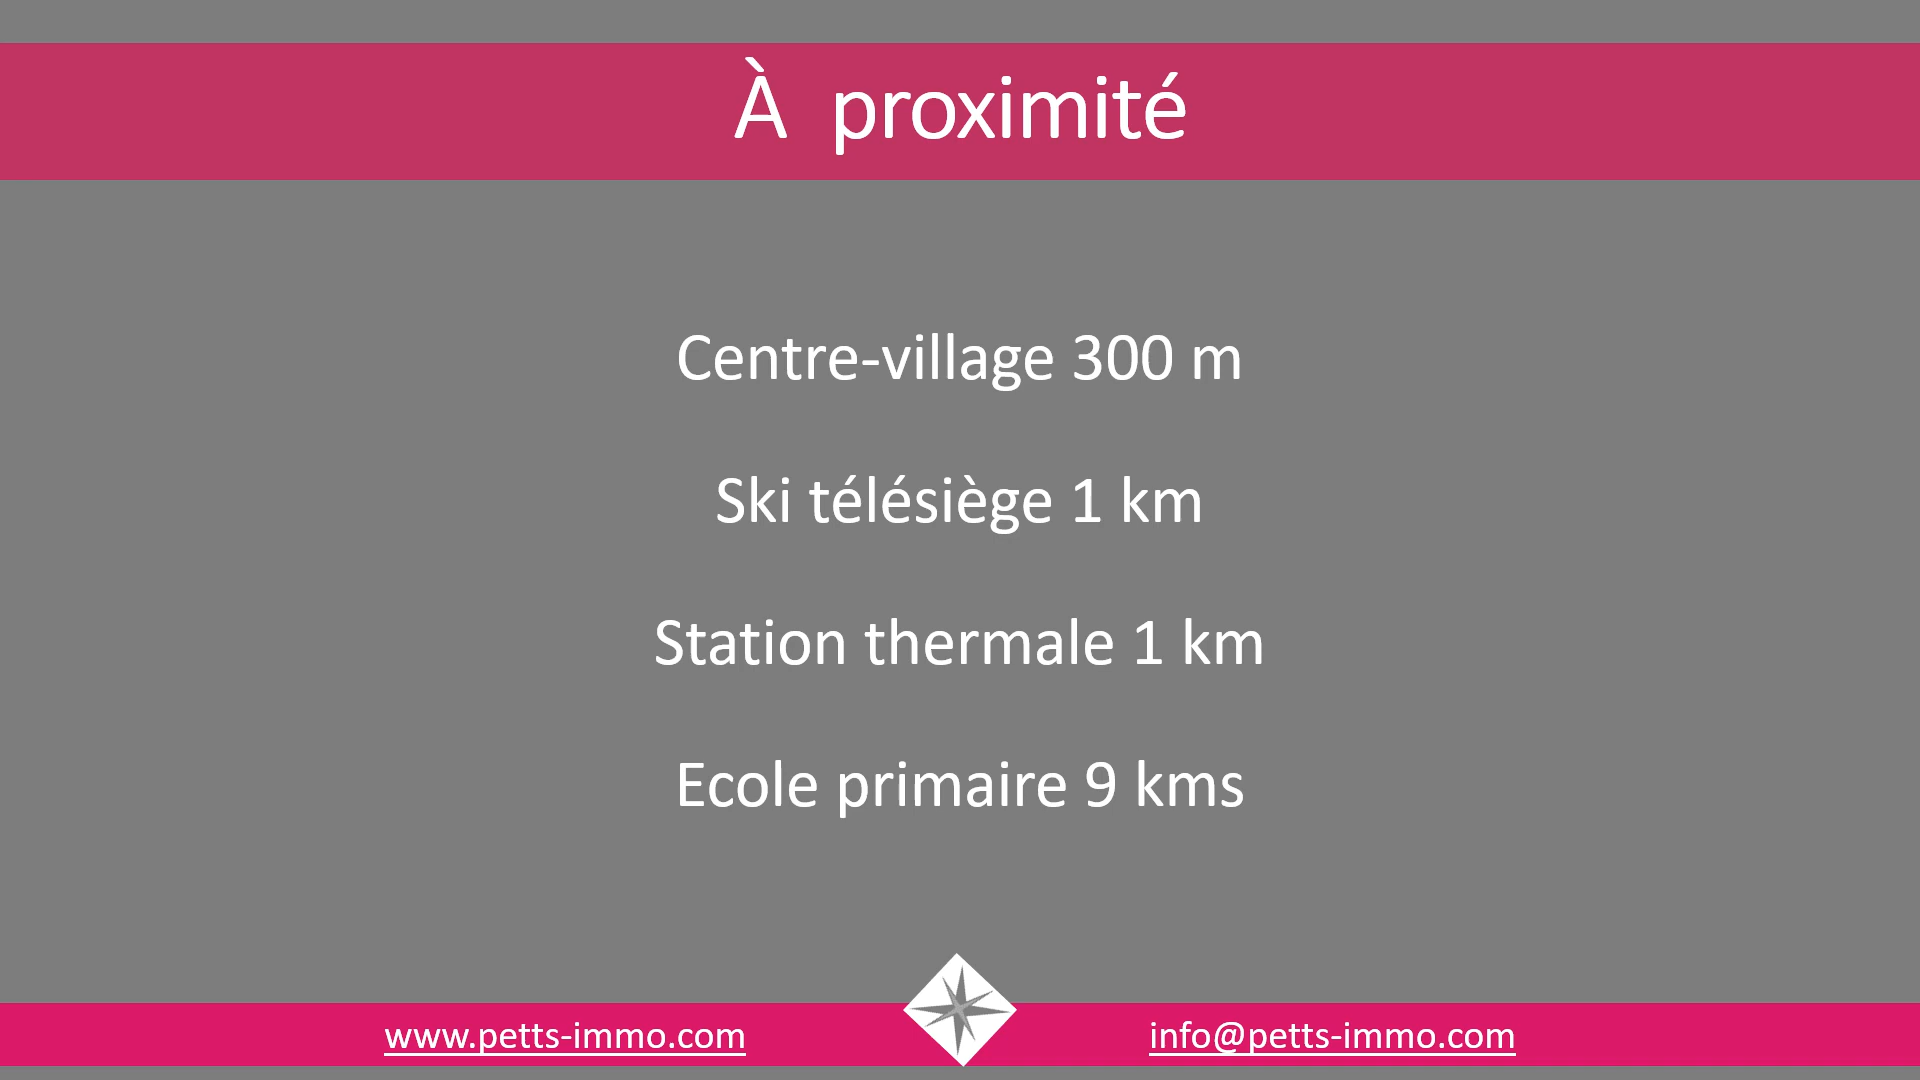 À proximité
Centre-village 300 m
Ski télésiège 1 km
Station thermale 1 km
Ecole primaire 9 kms
www.petts-immo.com
info@petts-immo.com